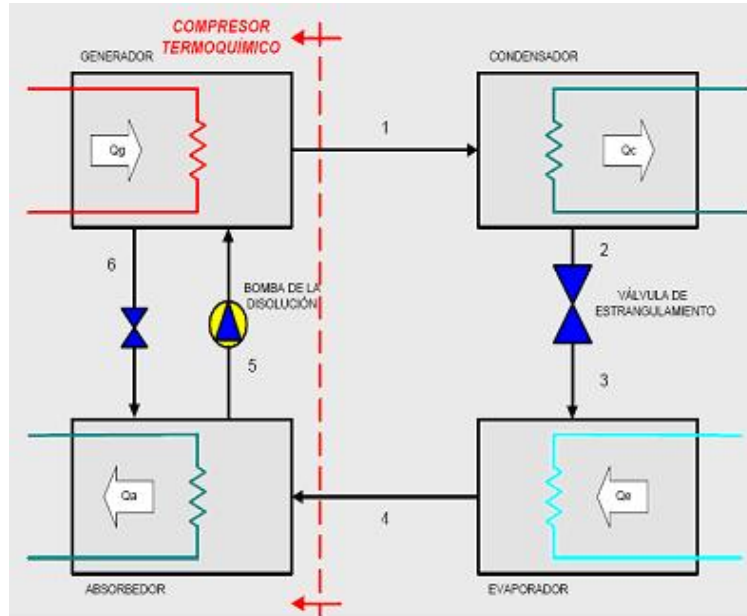 COMPRESOR
TERMOQUÍMICO
GENERADOR
CONDENSADOR
1
Qg
Qc
6
2
BOMBA DE LA
DISOLUCIÓN
VÁLVULA DE
ESTRANGULAMIENTO
5
3
Qa
Qe
4
ABSORBEDOR
EVAPORADOR